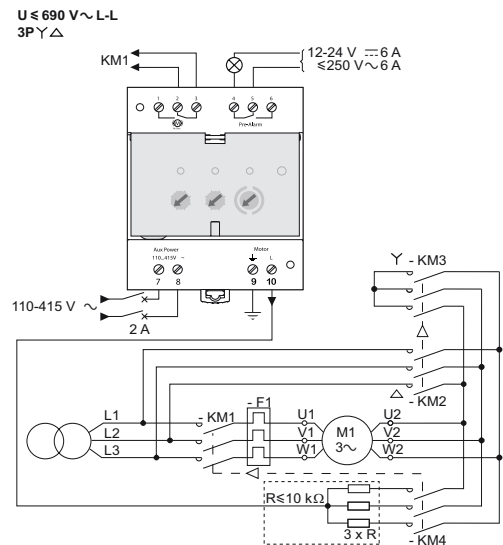 U ≤ 690 V ~ L-L
3P Y △
KM1
12-24 V ⎓ 6 A
≤250 V ~ 6 A
1 2 3 4 5 6
Pre-Alarm
Aux Power
110...415V ~
Motor
L
7 8 9 10
110-415 V ~
2 A
Y - KM3
△ - KM2
L1 - KM1 - F1 U1 M1 3~ U2
L2 V1 V2
L3 W1 W2
R≤10 kΩ
3 x R
- KM4